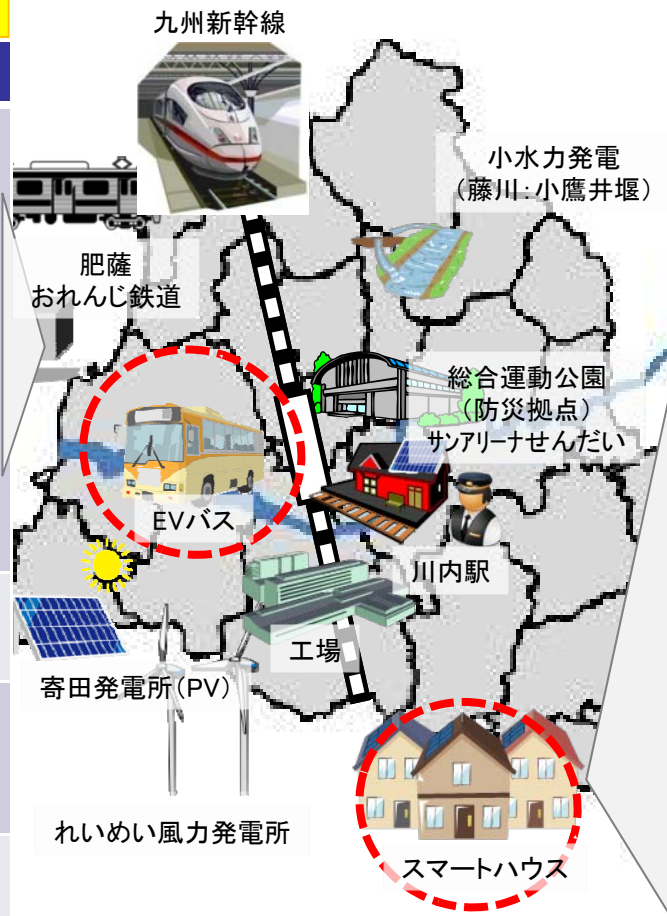 九州新幹線
小水力発電
（藤川：小鷹井堰）
肥薩
おれんじ鉄道
総合運動公園
（防災拠点）
サンアリーナせんだい
EVバス
川内駅
工場
寄田発電所（PV）
れいめい風力発電所
スマートハウス